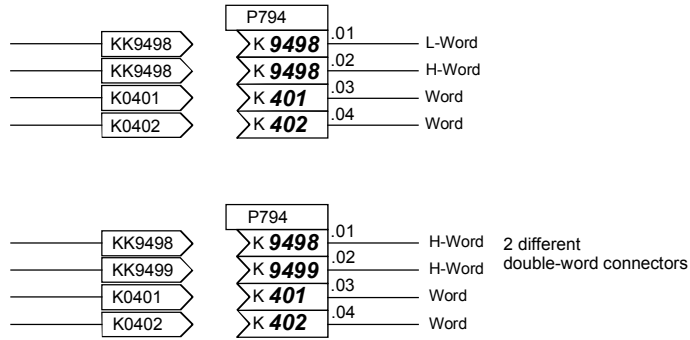 P794
KK9498 K 9498 .01 L-Word
KK9498 K 9498 .02 H-Word
K0401 K 401 .03 Word
K0402 K 402 .04 Word
P794
KK9498 K 9498 .01 H-Word 2 different
KK9499 K 9499 .02 H-Word double-word connectors
K0401 K 401 .03 Word
K0402 K 402 .04 Word